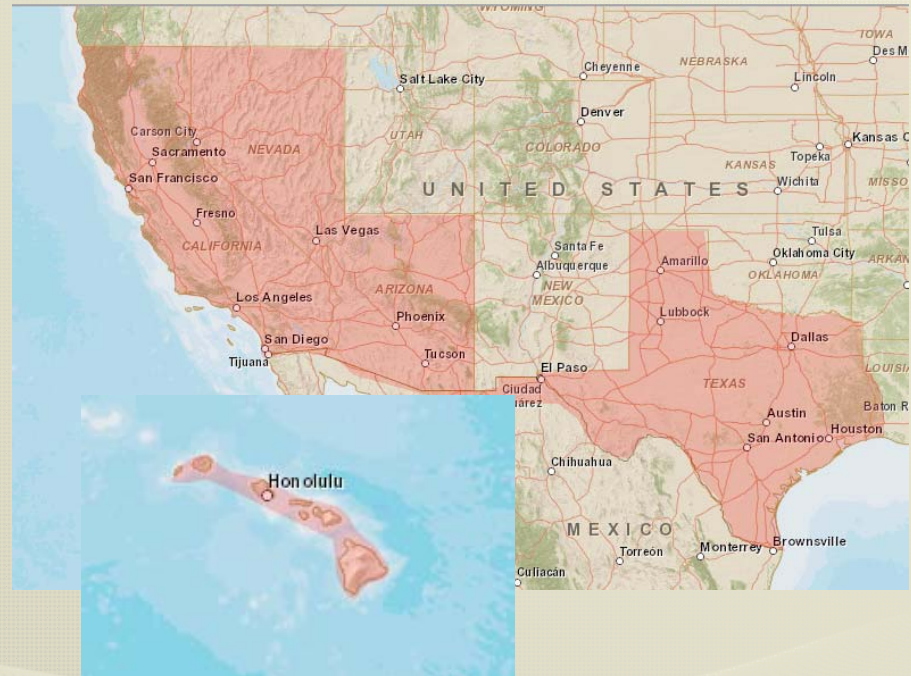 WYOMING
IOWA
Des M
Cheyenne
NEBRASKA
Salt Lake City
Lincoln
Denver
UTAH
COLORADO
Carson City
NEVADA
Sacramento
Topeka
Kansas C
KANSAS
San Francisco
UNITED STATES
Wichita
MISSO
Fresno
Las Vegas
Tulsa
CALIFORNIA
Santa Fe
Oklahoma City
Albuquerque
Amarillo
OKLAHOMA
ARKAN
ARIZONA
NEW
MEXICO
Los Angeles
Phoenix
Lubbock
San Diego
Dallas
Tijuana
Tucson
El Paso
LOUISIA
Ciudad
TEXAS
uárez
Baton R
Austin
Houston
San Antonio
Chihuahua
Honolulu
MEXICO
Brownsville
Torreón
Monterrey
Culiacán